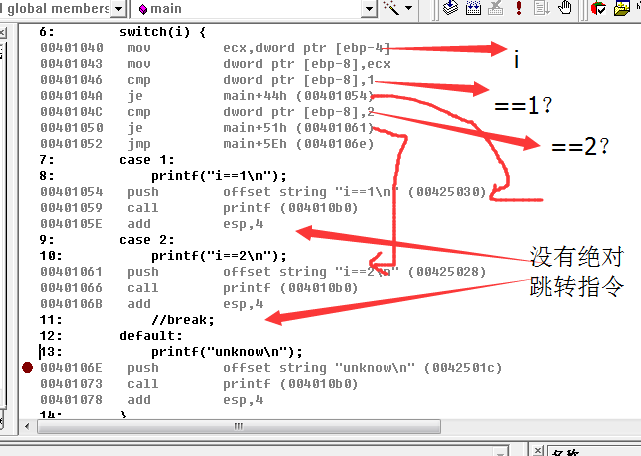 global members
main
6: switch(i) {
00401040 mov ecx,dword ptr [ebp-4]
i
00401043 mov dword ptr [ebp-8],ecx
00401046 cmp dword ptr [ebp-8],1
==1?
0040104A je main+44h (00401054)
0040104C cmp dword ptr [ebp-8],2
==2?
00401050 je main+51h (00401061)
00401052 jmp main+5Eh (0040106e)
7: case 1:
8: printf("i==1\n");
00401054 push offset string "i==1\n" (00425030)
00401059 call printf (004010b0)
0040105E add esp,4
9: case 2:
10: printf("i==2\n");
没有绝对
跳转指令
00401061 push offset string "i==2\n" (00425028)
00401066 call printf (004010b0)
0040106B add esp,4
11: //break;
12: default:
13: printf("unknow\n");
0040106E push offset string "unknow\n" (0042501c)
00401073 call printf (004010b0)
00401078 add esp,4
14: }
名称